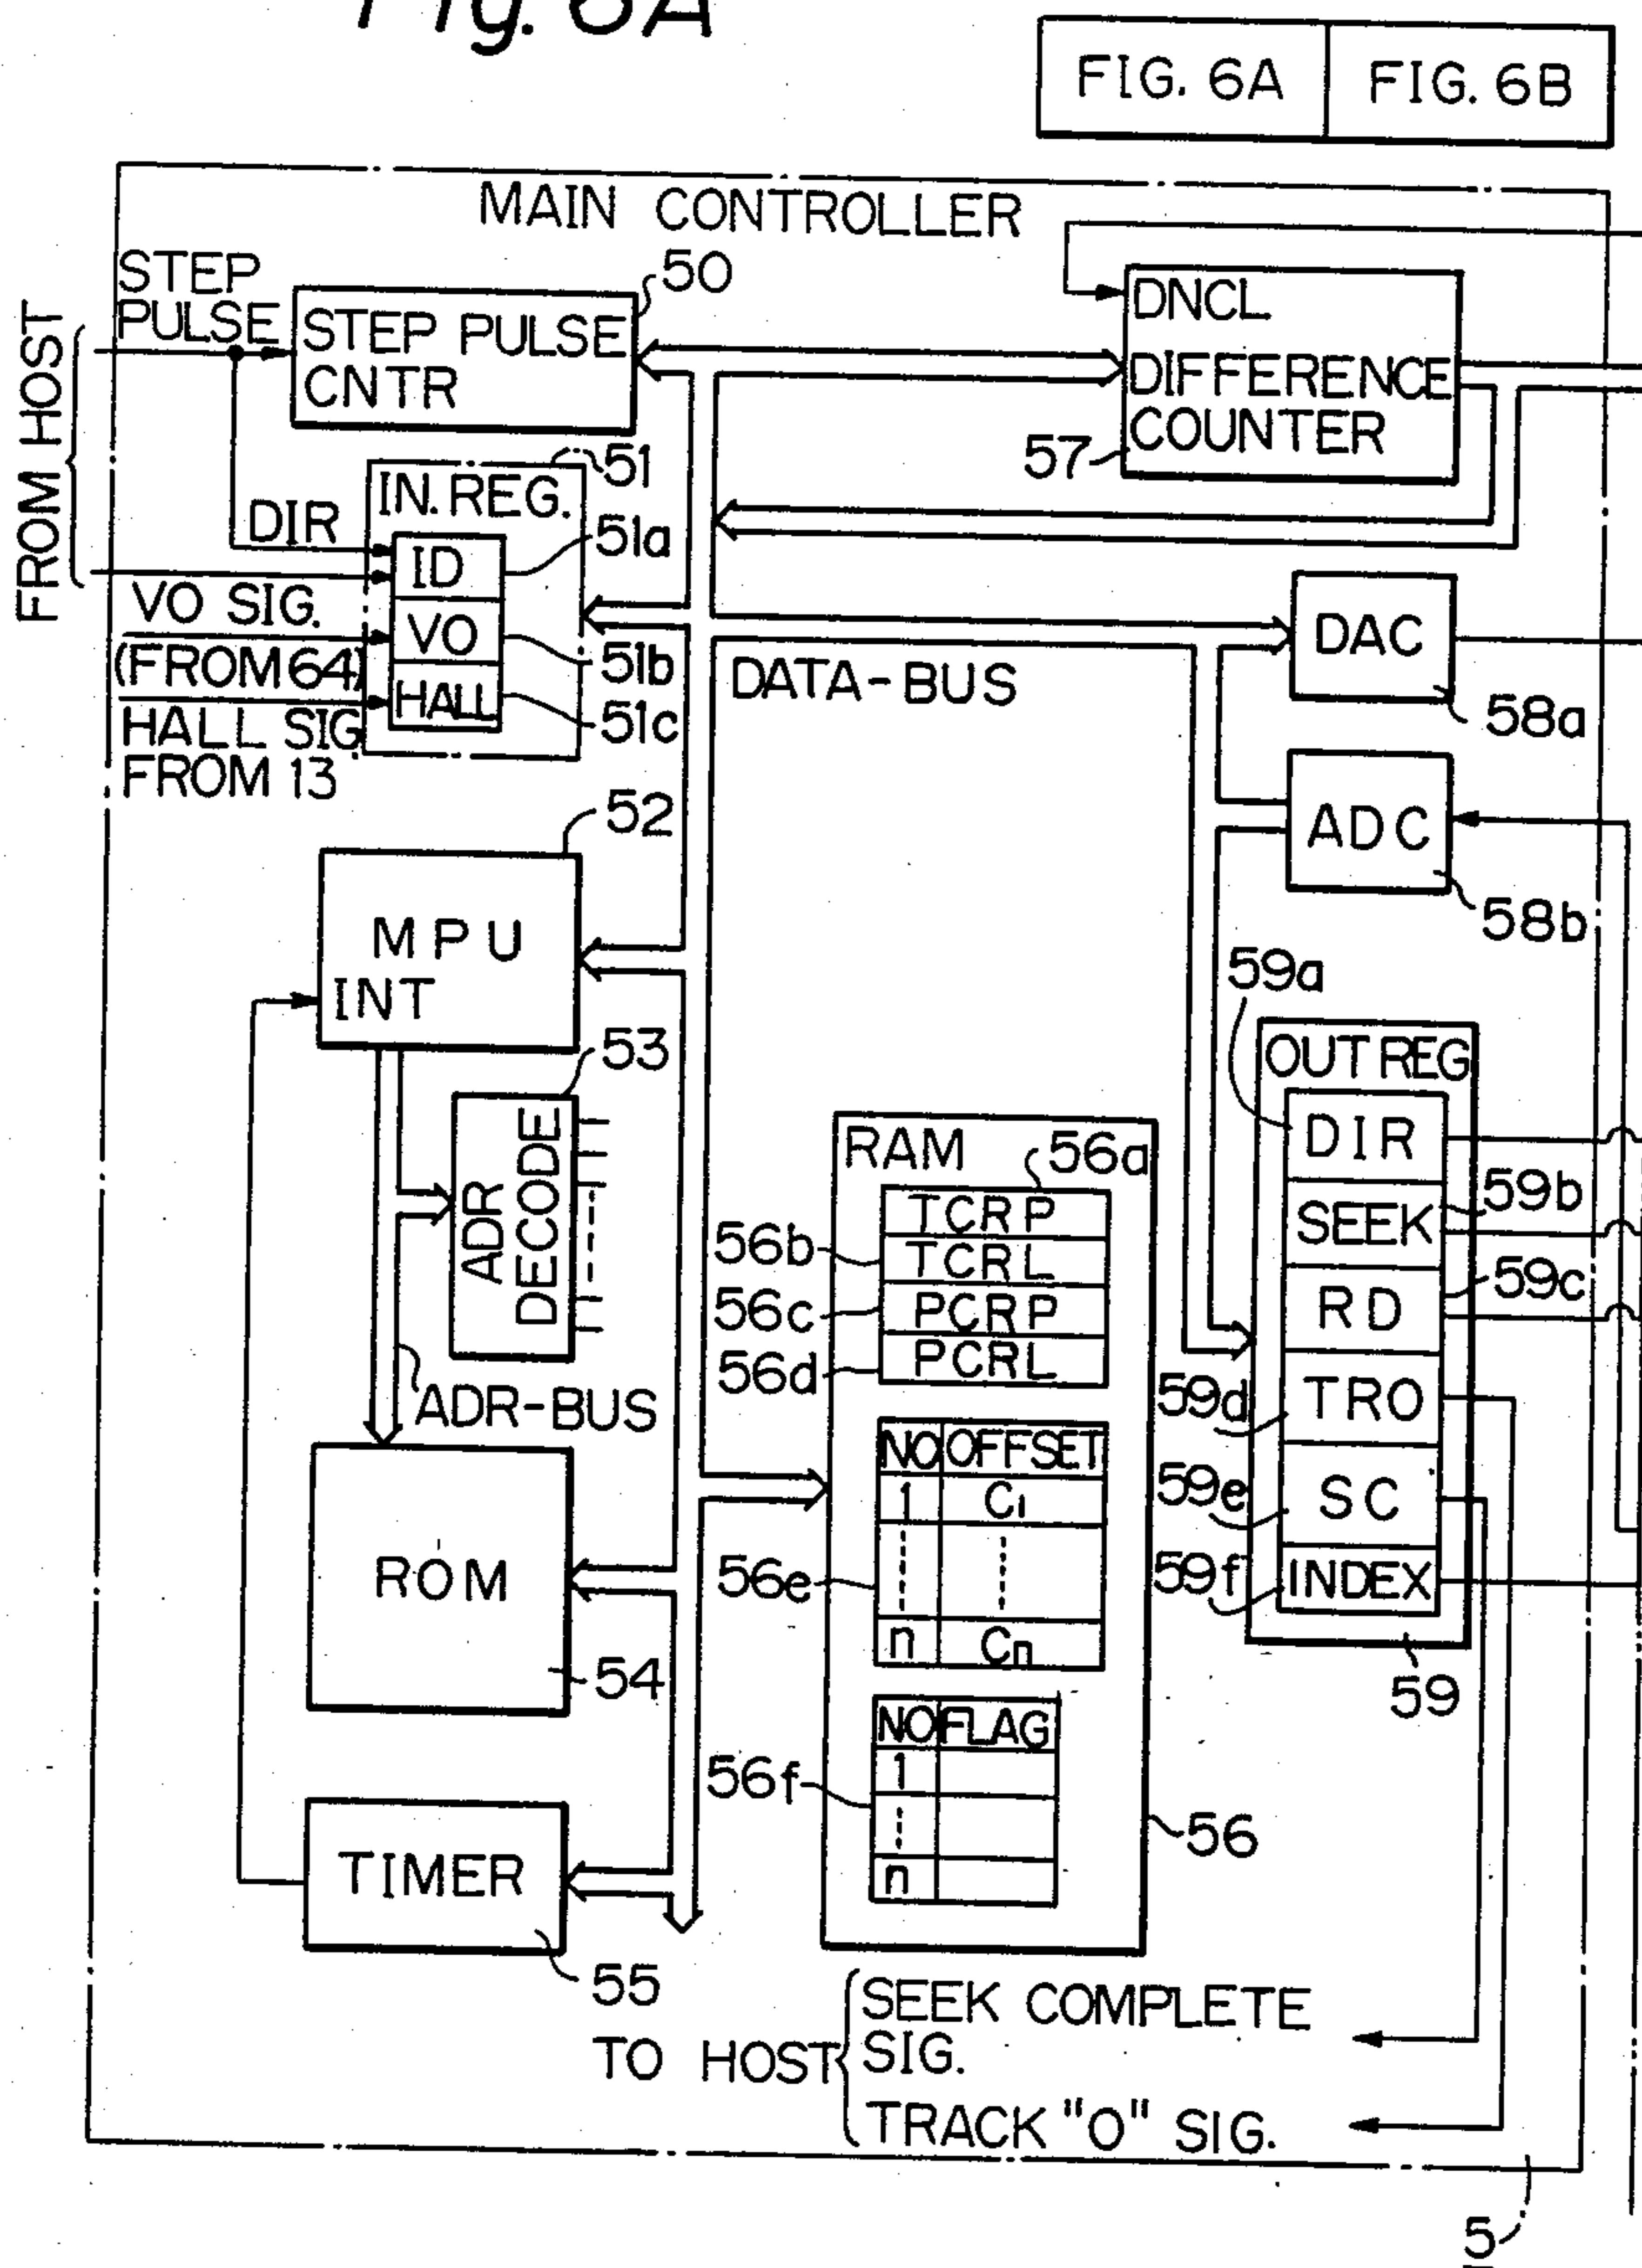 Fig. 6A
FIG. 6A
FIG. 6B
MAIN CONTROLLER
FROM HOST
STEP
PULSE
STEP PULSE
CNTR
50
DNCL
DIFFERENCE
COUNTER
57
51
IN. REG.
DIR
ID
VO
HALL
51a
51b
51c
VO SIG.
(FROM 64)
HALL SIG.
FROM 13
DATA-BUS
DAC
58a
ADC
58b
52
MPU
INT
53
ADR
DECODE
ADR-BUS
ROM
54
TIMER
55
RAM
56a
TCRP
56b
TCRL
56c
PCRP
56d
PCRL
NO OFFSET
1 C1
56e
n Cn
NO FLAG
1
56f
n
56
59a
OUT REG
DIR
59b
SEEK
59c
RD
59d
TRO
59e
SC
59f
INDEX
59
TO HOST
SEEK COMPLETE
SIG.
TRACK "0" SIG.
5